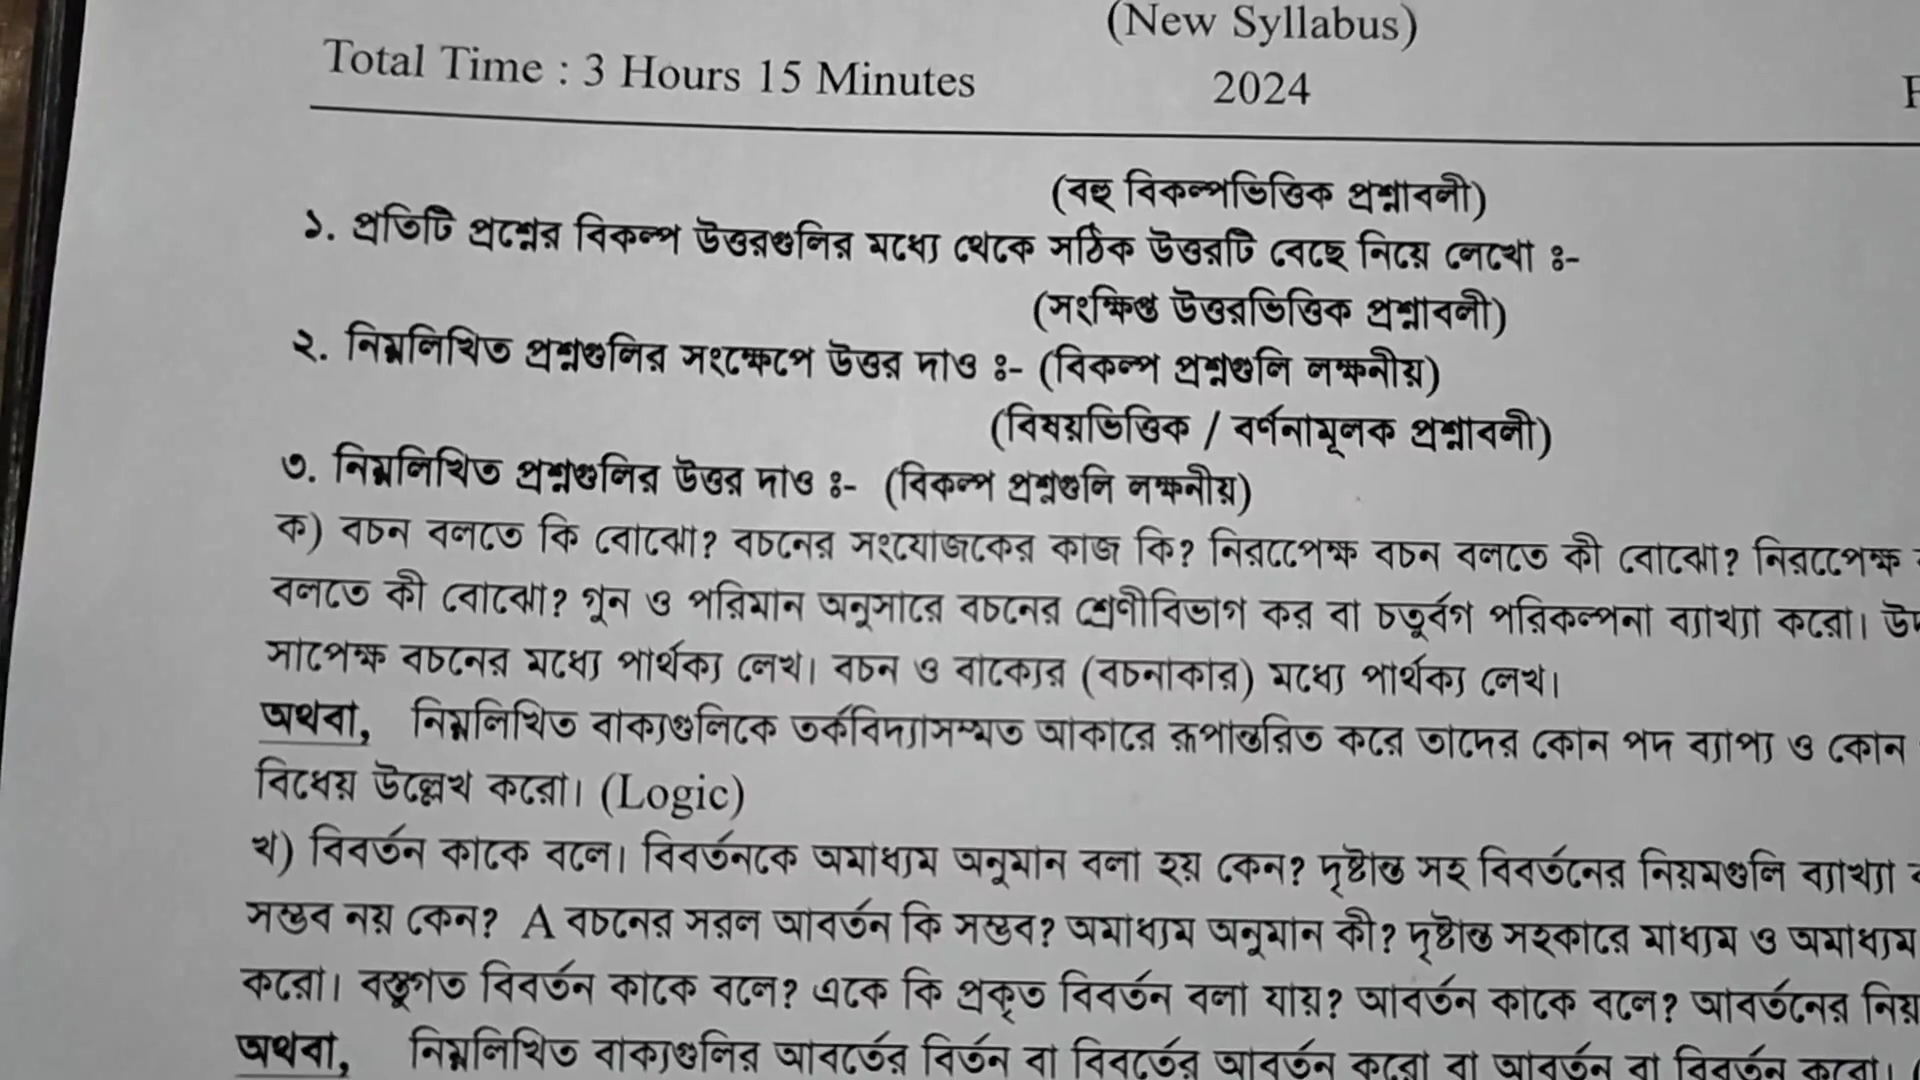 (New Syllabus)
Total Time : 3 Hours 15 Minutes 2024
(বহু বিকল্পভিত্তিক প্রশ্নাবলী)
১. প্রতিটি প্রশ্নের বিকল্প উত্তরগুলির মধ্যে থেকে সঠিক উত্তরটি বেছে নিয়ে লেখো ঃ-
(সংক্ষিপ্ত উত্তরভিত্তিক প্রশ্নাবলী)
২. নিম্নলিখিত প্রশ্নগুলির সংক্ষেপে উত্তর দাও ঃ- (বিকল্প প্রশ্নগুলি লক্ষনীয়)
(বিষয়ভিত্তিক / বর্ণনামূলক প্রশ্নাবলী)
৩. নিম্নলিখিত প্রশ্নগুলির উত্তর দাও ঃ- (বিকল্প প্রশ্নগুলি লক্ষনীয়)
ক) বচন বলতে কি বোঝো? বচনের সংযোজকের কাজ কি? নিরপেক্ষ বচন বলতে কী বোঝো? নিরপেক্ষ
বলতে কী বোঝো? গুন ও পরিমান অনুসারে বচনের শ্রেণীবিভাগ কর বা চতুর্বগ পরিকল্পনা ব্যাখ্যা করো।
সাপেক্ষ বচনের মধ্যে পার্থক্য লেখ। বচন ও বাক্যের (বচনাকার) মধ্যে পার্থক্য লেখ।
অথবা, নিম্নলিখিত বাক্যগুলিকে তর্কবিদ্যাসম্মত আকারে রূপান্তরিত করে তাদের কোন পদ ব্যাপ্য ও কোন
বিধেয় উল্লেখ করো। (Logic)
খ) বিবর্তন কাকে বলে। বিবর্তনকে অমাধ্যম অনুমান বলা হয় কেন? দৃষ্টান্ত সহ বিবর্তনের নিয়মগুলি ব্যাখ্যা
সম্ভব নয় কেন? A বচনের সরল আবর্তন কি সম্ভব? অমাধ্যম অনুমান কী? দৃষ্টান্ত সহকারে মাধ্যম ও অমাধ্যম
করো। বস্তুগত বিবর্তন কাকে বলে? একে কি প্রকৃত বিবর্তন বলা যায়? আবর্তন কাকে বলে? আবর্তনের নিয়
অথবা, নিম্নলিখিত বাক্যগুলির আবর্তের বির্তন বা বিবর্তের আবর্তন করো বা আবর্তন বা বিবর্তন করো।